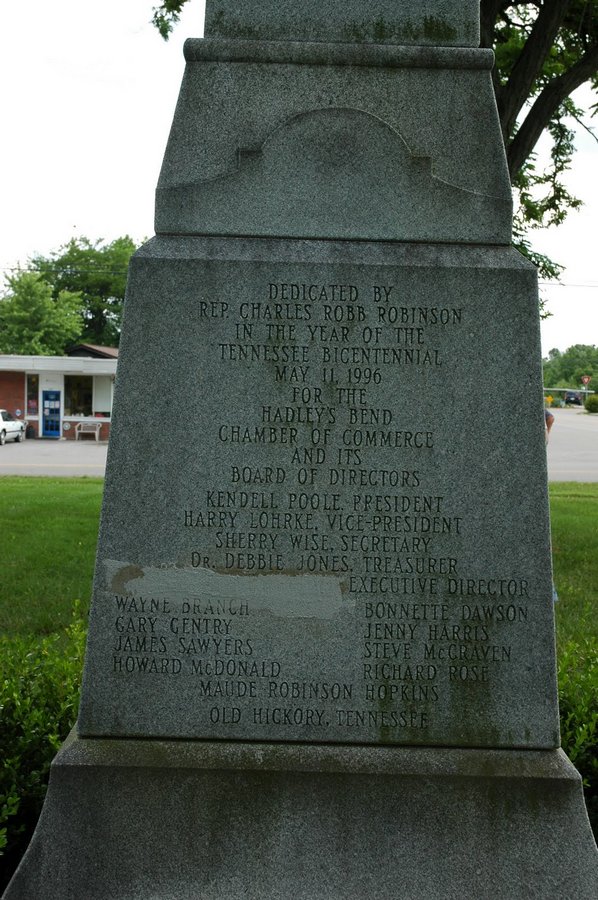 DEDICATED BY
REP. CHARLES ROBB ROBINSON
IN THE YEAR OF THE
TENNESSEE BICENTENNIAL
MAY 11, 1996
FOR THE
HADLEY'S BEND
CHAMBER OF COMMERCE
AND ITS
BOARD OF DIRECTORS
KENDELL POOLE, PRESIDENT
HARRY LOHRKE, VICE-PRESIDENT
SHERRY WISE, SECRETARY
DR. DEBBIE JONES, TREASURER
EXECUTIVE DIRECTOR
WAYNE BRANCH BONNETTE DAWSON
GARY GENTRY JENNY HARRIS
JAMES SAWYERS STEVE McCRAVEN
HOWARD McDONALD RICHARD ROSE
MAUDE ROBINSON HOPKINS
OLD HICKORY, TENNESSEE